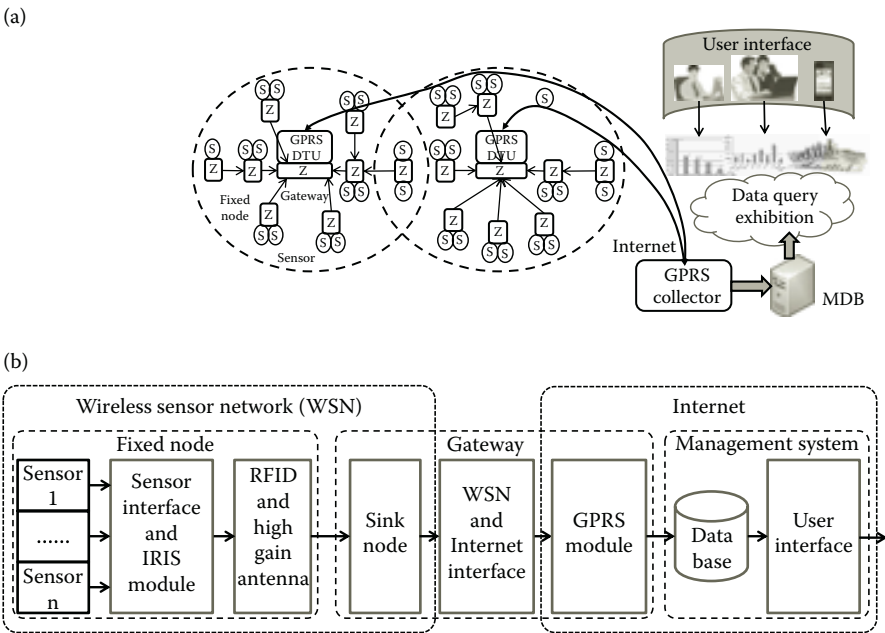 (a)
User interface
S S
S S
S S
S S
S
Z
Z
Z
Z
GPRS
DTU
GPRS
DTU
S
S S
S
S
Z
Z
Z
Z
Z
Z
Z
Z
Z
Z
S S
S
S S
S
Fixed
node
Gateway
Z
Z
Z
Z
Z
S S
S S
S S
S S
S S
Sensor
Data query
exhibition
Internet
GPRS
collector
MDB
(b)
Wireless sensor network (WSN)
Internet
Fixed node
Gateway
Management system
Sensor
1
......
Sensor
n
Sensor
interface
and
IRIS
module
RFID
and
high
gain
antenna
Sink
node
WSN
and
Internet
interface
GPRS
module
Data
base
User
interface